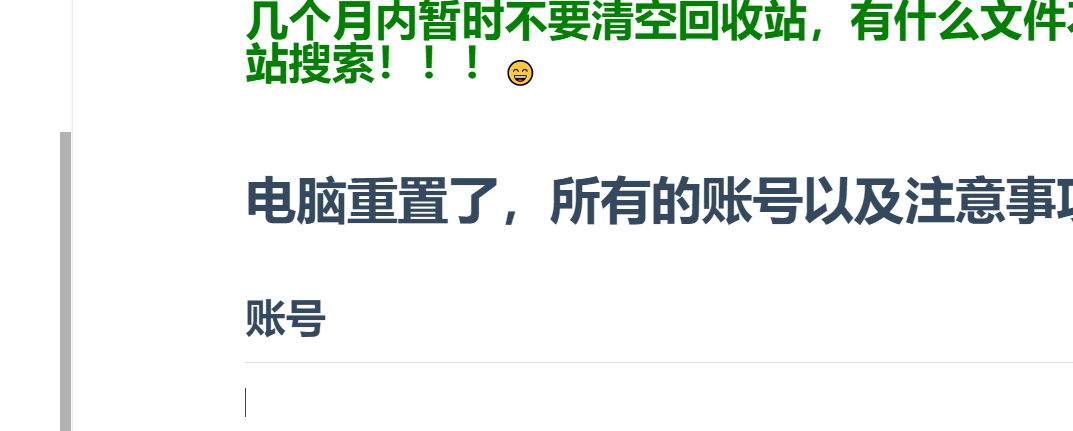 几个月内暂时不要清空回收站，有什么文件
站搜索！！！😄
电脑重置了，所有的账号以及注意事
账号